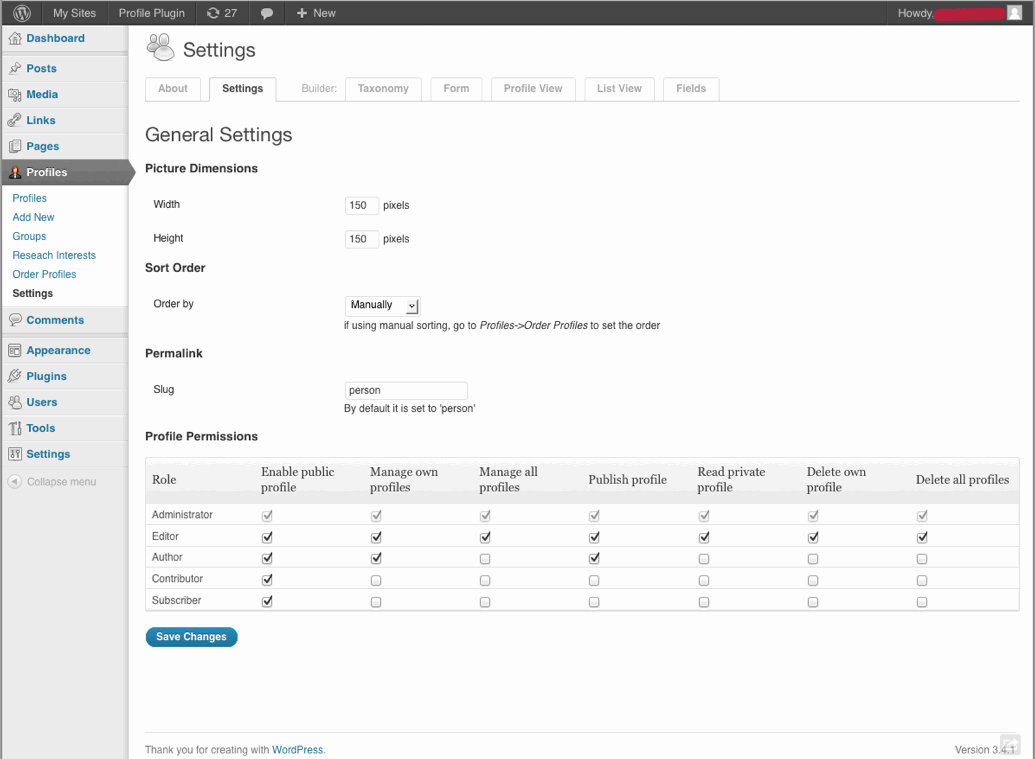 My Sites Profile Plugin 27 + New Howdy,
Dashboard
Posts
Media
Links
Pages
Profiles
Profiles
Add New
Groups
Reseach Interests
Order Profiles
Settings
Comments
Appearance
Plugins
Users
Tools
Settings
Collapse menu
Settings
About Settings Builder: Taxonomy Form Profile View List View Fields
General Settings
Picture Dimensions
Width 150 pixels
Height 150 pixels
Sort Order
Order by Manually
if using manual sorting, go to Profiles->Order Profiles to set the order
Permalink
Slug person
By default it is set to 'person'
Profile Permissions
Role Enable public profile Manage own profiles Manage all profiles Publish profile Read private profile Delete own profile Delete all profiles
Administrator
Editor
Author
Contributor
Subscriber
Save Changes
Thank you for creating with WordPress. Version 3.4.1